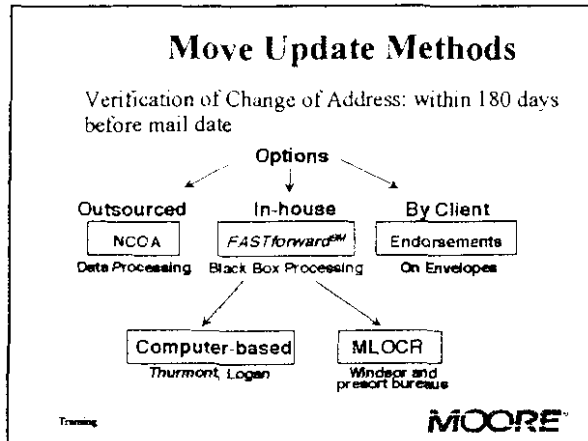 Move Update Methods
Verification of Change of Address: within 180 days
before mail date
Options
Outsourced In-house By Client
NCOA FASTforward℠ Endorsements
Data Processing Black Box Processing On Envelopes
Computer-based MLOCR
Thurmont, Logan Windsor and
presort bureaus
Training MOORE